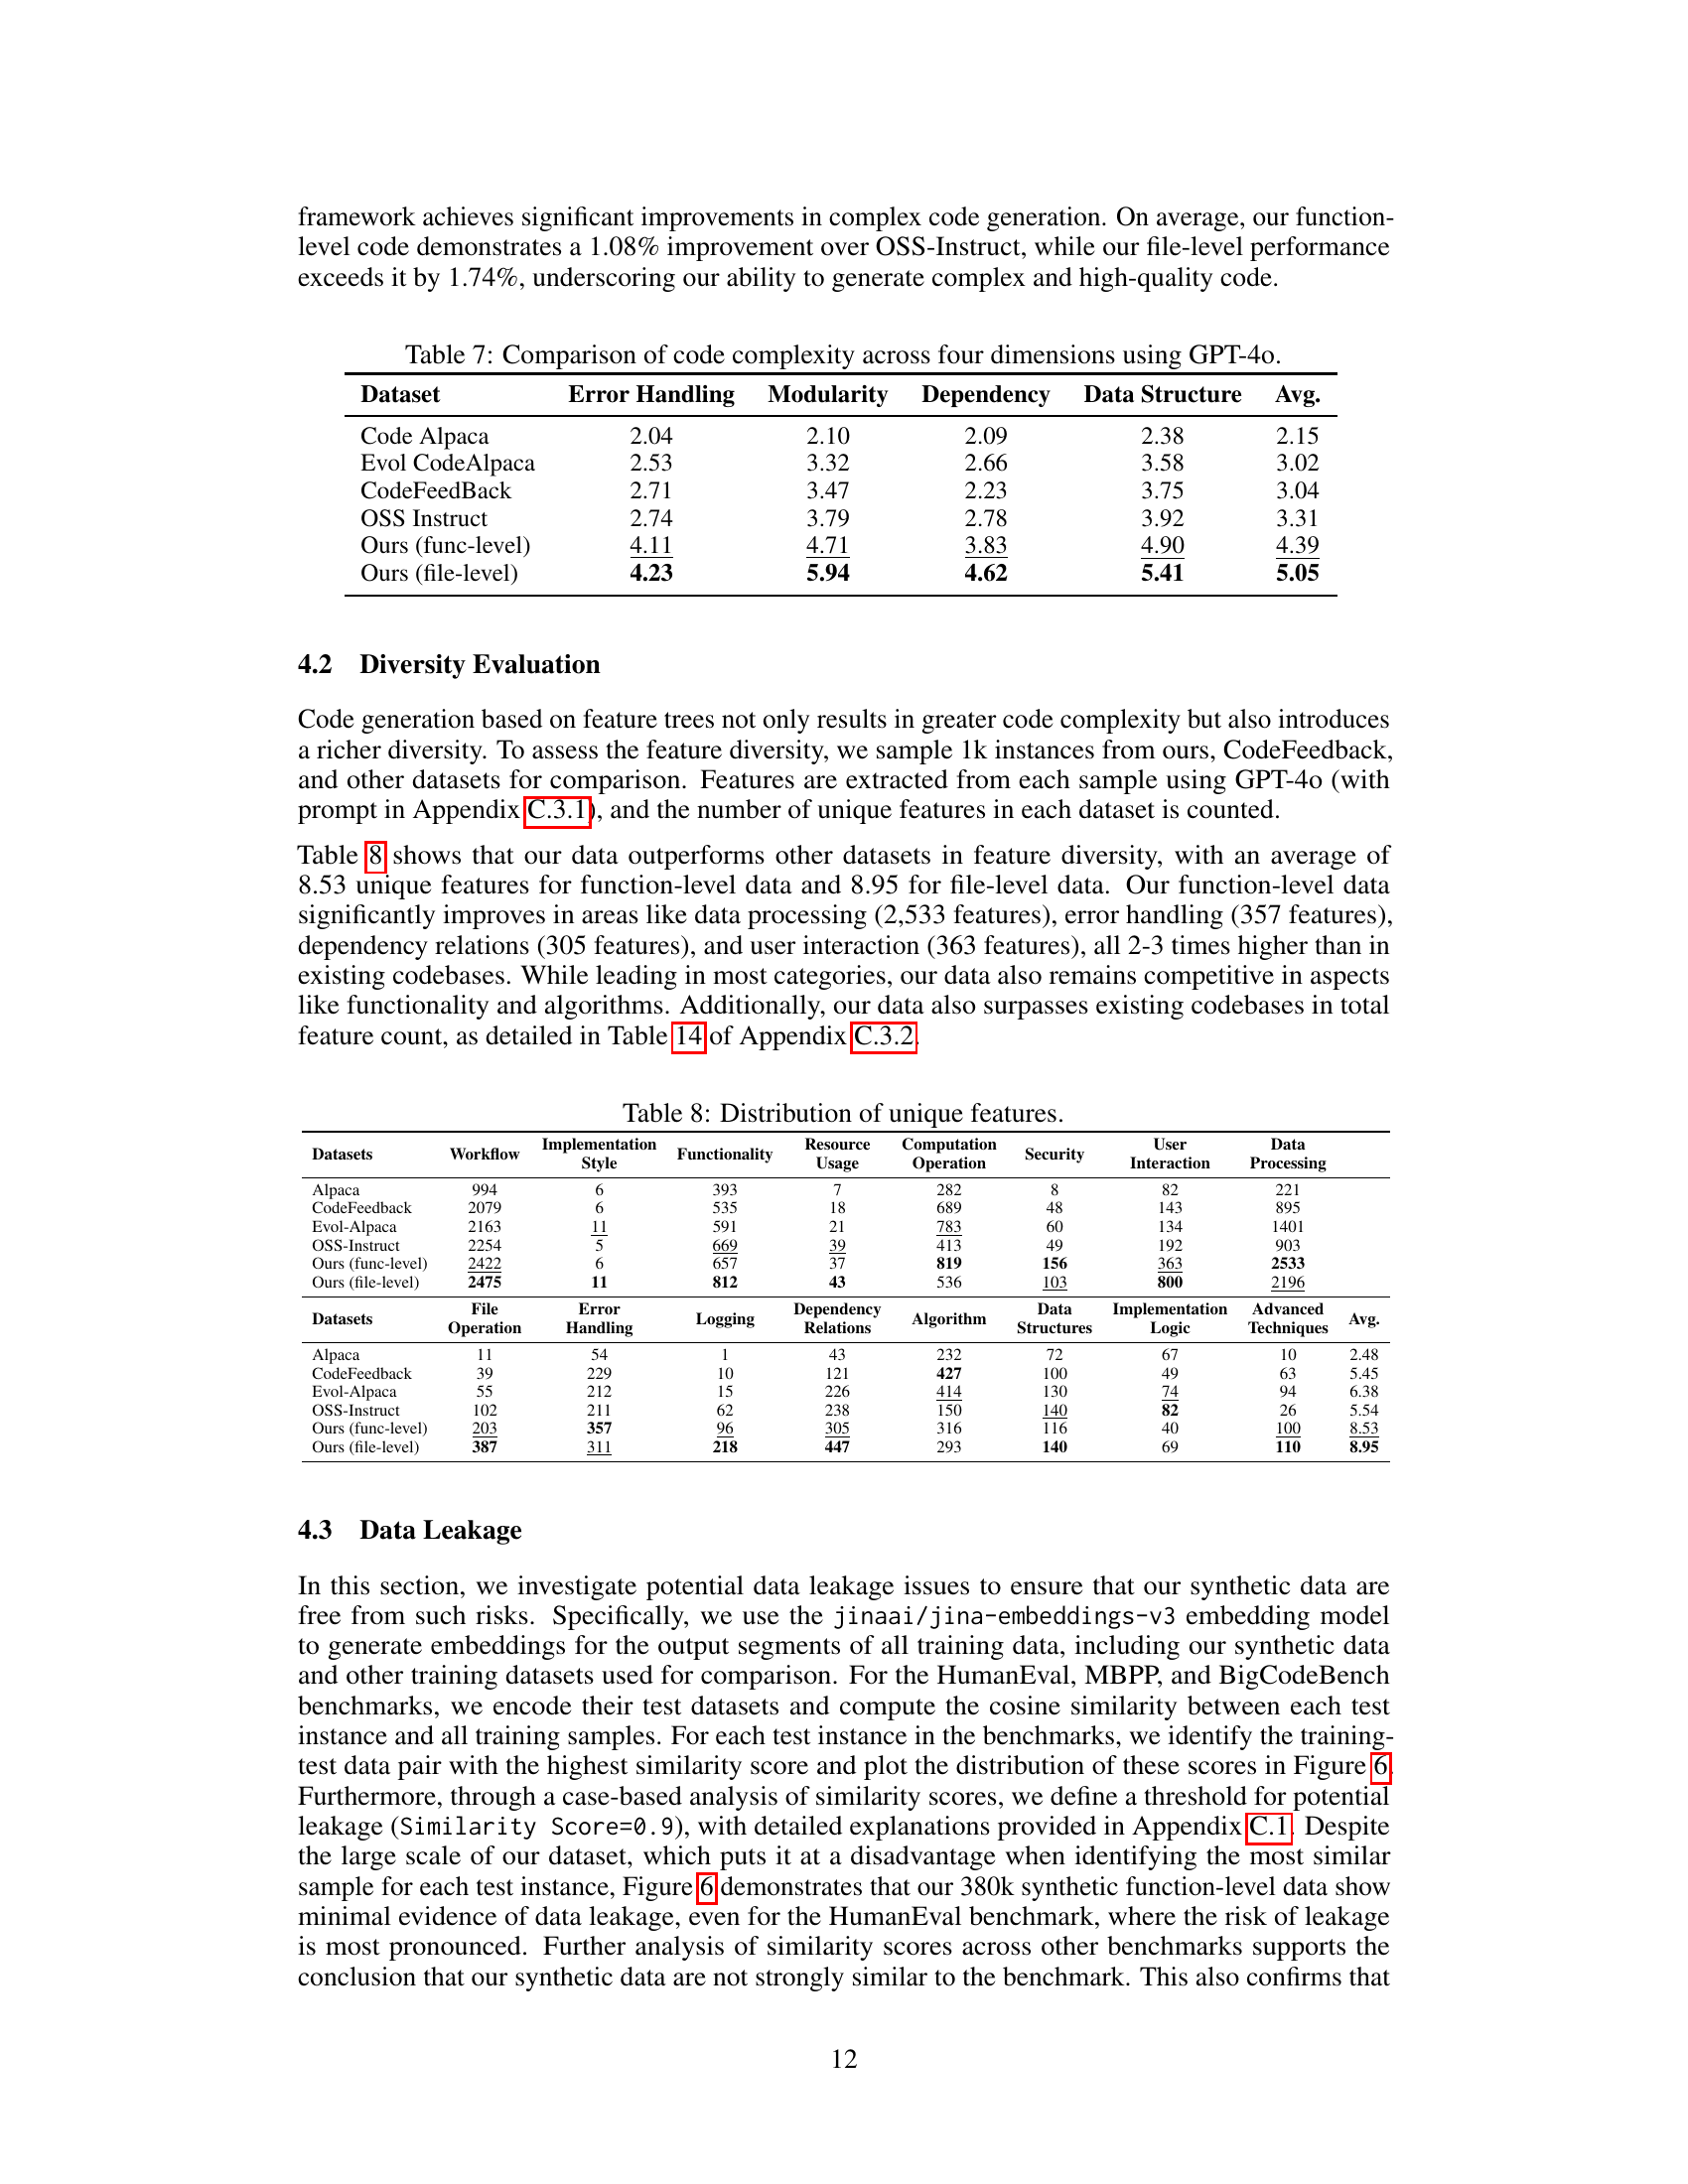 framework achieves significant improvements in complex code generation. On average, our function-
level code demonstrates a 1.08% improvement over OSS-Instruct, while our file-level performance
exceeds it by 1.74%, underscoring our ability to generate complex and high-quality code.
Table 7: Comparison of code complexity across four dimensions using GPT-4o.
Dataset Error Handling Modularity Dependency Data Structure Avg.
Code Alpaca 2.04 2.10 2.09 2.38 2.15
Evol CodeAlpaca 2.53 3.32 2.66 3.58 3.02
CodeFeedBack 2.71 3.47 2.23 3.75 3.04
OSS Instruct 2.74 3.79 2.78 3.92 3.31
Ours (func-level) 4.11 4.71 3.83 4.90 4.39
Ours (file-level) 4.23 5.94 4.62 5.41 5.05
4.2 Diversity Evaluation
Code generation based on feature trees not only results in greater code complexity but also introduces
a richer diversity. To assess the feature diversity, we sample 1k instances from ours, CodeFeedback,
and other datasets for comparison. Features are extracted from each sample using GPT-4o (with
prompt in Appendix C.3.1), and the number of unique features in each dataset is counted.
Table 8 shows that our data outperforms other datasets in feature diversity, with an average of
8.53 unique features for function-level data and 8.95 for file-level data. Our function-level data
significantly improves in areas like data processing (2,533 features), error handling (357 features),
dependency relations (305 features), and user interaction (363 features), all 2-3 times higher than in
existing codebases. While leading in most categories, our data also remains competitive in aspects
like functionality and algorithms. Additionally, our data also surpasses existing codebases in total
feature count, as detailed in Table 14 of Appendix C.3.2.
Table 8: Distribution of unique features.
Datasets Workflow Implementation Style Functionality Resource Usage Computation Operation Security User Interaction Data Processing
Alpaca 994 6 393 7 282 8 82 221
CodeFeedback 2079 6 535 18 689 48 143 895
Evol-Alpaca 2163 11 591 21 783 60 134 1401
OSS-Instruct 2254 5 669 39 413 49 192 903
Ours (func-level) 2422 6 657 37 819 156 363 2533
Ours (file-level) 2475 11 812 43 536 103 800 2196
Datasets File Operation Error Handling Logging Dependency Relations Algorithm Data Structures Implementation Logic Advanced Techniques Avg.
Alpaca 11 54 1 43 232 72 67 10 2.48
CodeFeedback 39 229 10 121 427 100 49 63 5.45
Evol-Alpaca 55 212 15 226 414 130 74 94 6.38
OSS-Instruct 102 211 62 238 150 140 82 26 5.54
Ours (func-level) 203 357 96 305 316 116 40 100 8.53
Ours (file-level) 387 311 218 447 293 140 69 110 8.95
4.3 Data Leakage
In this section, we investigate potential data leakage issues to ensure that our synthetic data are
free from such risks. Specifically, we use the jinaai/jina-embeddings-v3 embedding model
to generate embeddings for the output segments of all training data, including our synthetic data
and other training datasets used for comparison. For the HumanEval, MBPP, and BigCodeBench
benchmarks, we encode their test datasets and compute the cosine similarity between each test
instance and all training samples. For each test instance in the benchmarks, we identify the training-
test data pair with the highest similarity score and plot the distribution of these scores in Figure 6.
Furthermore, through a case-based analysis of similarity scores, we define a threshold for potential
leakage (Similarity Score=0.9), with detailed explanations provided in Appendix C.1. Despite
the large scale of our dataset, which puts it at a disadvantage when identifying the most similar
sample for each test instance, Figure 6 demonstrates that our 380k synthetic function-level data show
minimal evidence of data leakage, even for the HumanEval benchmark, where the risk of leakage
is most pronounced. Further analysis of similarity scores across other benchmarks supports the
conclusion that our synthetic data are not strongly similar to the benchmark. This also confirms that
12